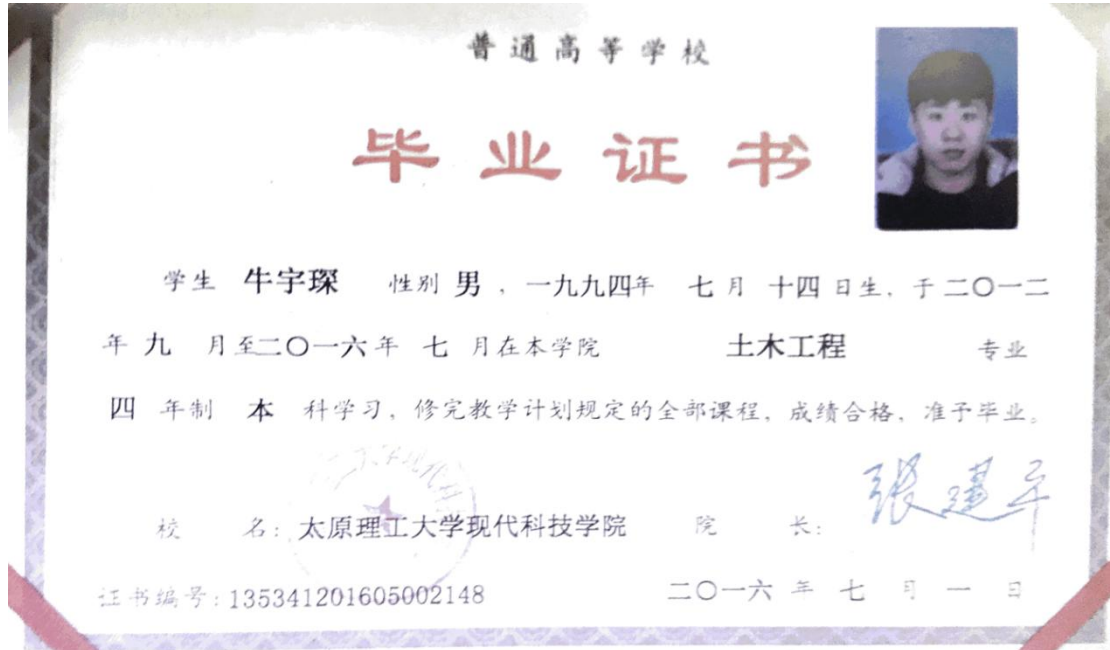 普通高等学校
毕业证书
学生 牛宇琛 性别 男 ，一九九四年 七月 十四日生，于二〇一二
年九 月至二〇一六年 七 月在本学院 土木工程 专业
四 年制 本 科学习，修完教学计划规定的全部课程，成绩合格，准予毕业。
校 名：太原理工大学现代科技学院 院 长：张建平
证书编号：135341201605002148 二〇一六 年 七 月 一 日